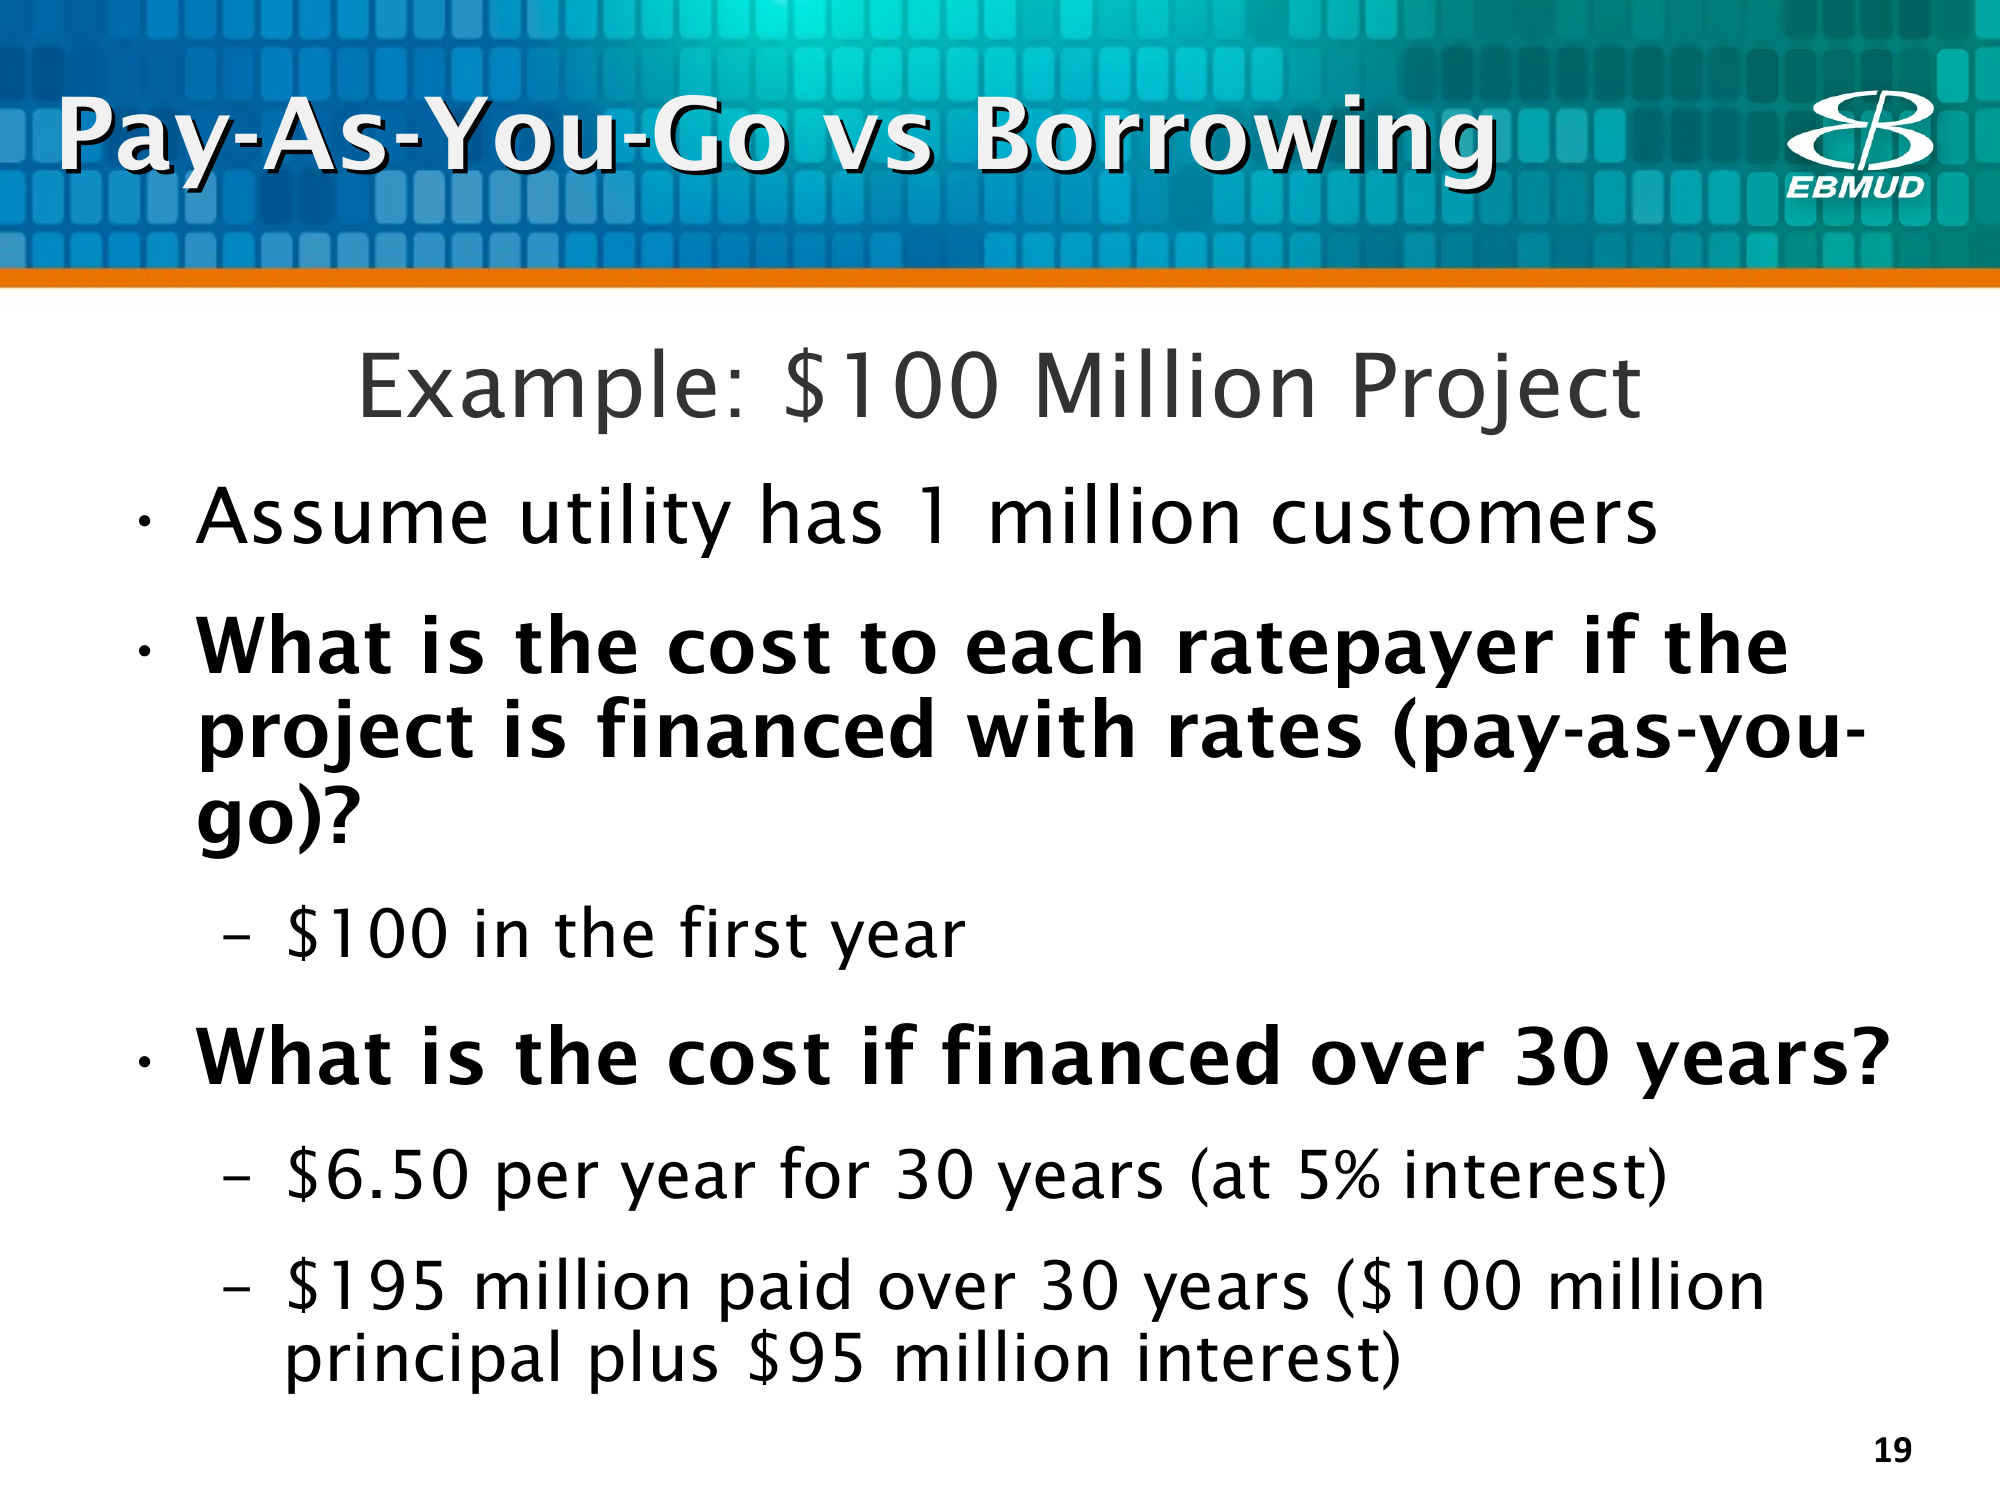 Pay-As-You-Go vs Borrowing
EBMUD
Example: $100 Million Project
• Assume utility has 1 million customers
• What is the cost to each ratepayer if the
project is financed with rates (pay-as-you-
go)?
– $100 in the first year
• What is the cost if financed over 30 years?
– $6.50 per year for 30 years (at 5% interest)
– $195 million paid over 30 years ($100 million
principal plus $95 million interest)
19